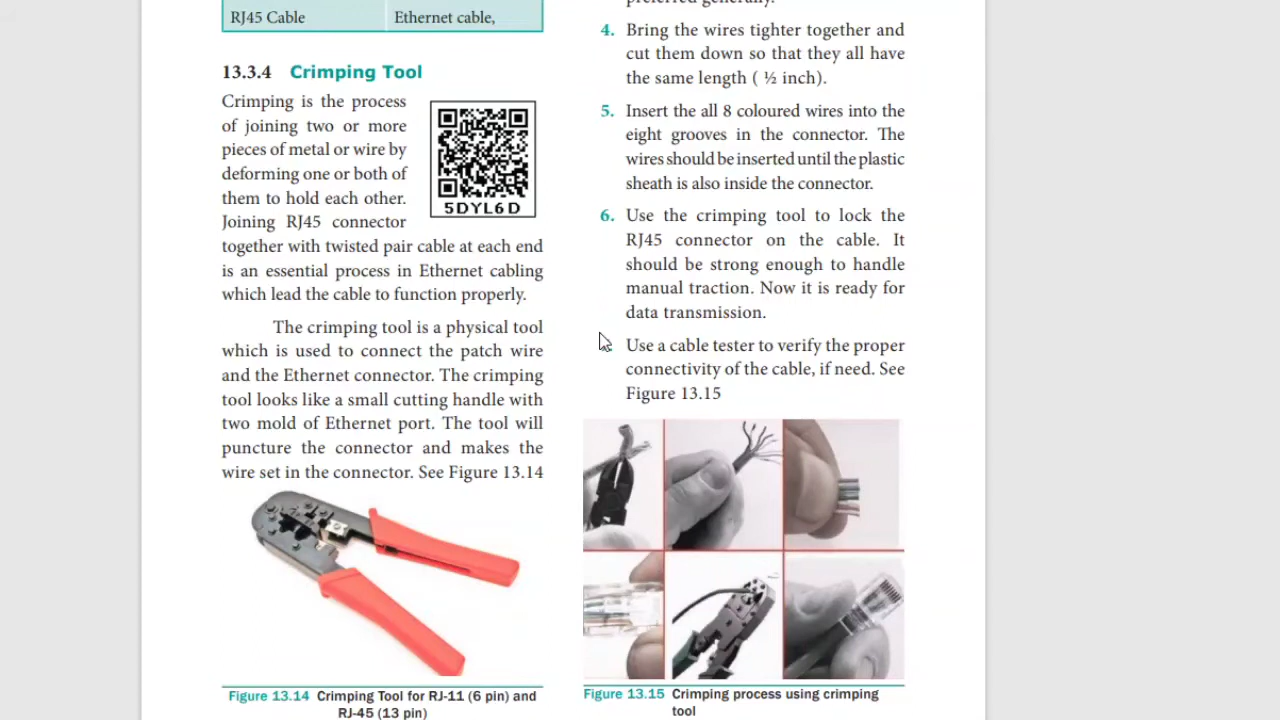 RJ45 Cable
Ethernet cable,
13.3.4 Crimping Tool
Crimping is the process
of joining two or more
pieces of metal or wire by
deforming one or both of
them to hold each other.
Joining RJ45 connector
together with twisted pair cable at each end
is an essential process in Ethernet cabling
which lead the cable to function properly.
5DYL6D
The crimping tool is a physical tool
which is used to connect the patch wire
and the Ethernet connector. The crimping
tool looks like a small cutting handle with
two mold of Ethernet port. The tool will
puncture the connector and makes the
wire set in the connector. See Figure 13.14
Figure 13.14 Crimping Tool for RJ-11 (6 pin) and
RJ-45 (13 pin)
preferred generally.
4. Bring the wires tighter together and
cut them down so that they all have
the same length ( ½ inch).
5. Insert the all 8 coloured wires into the
eight grooves in the connector. The
wires should be inserted until the plastic
sheath is also inside the connector.
6. Use the crimping tool to lock the
RJ45 connector on the cable. It
should be strong enough to handle
manual traction. Now it is ready for
data transmission.
Use a cable tester to verify the proper
connectivity of the cable, if need. See
Figure 13.15
Figure 13.15 Crimping process using crimping
tool